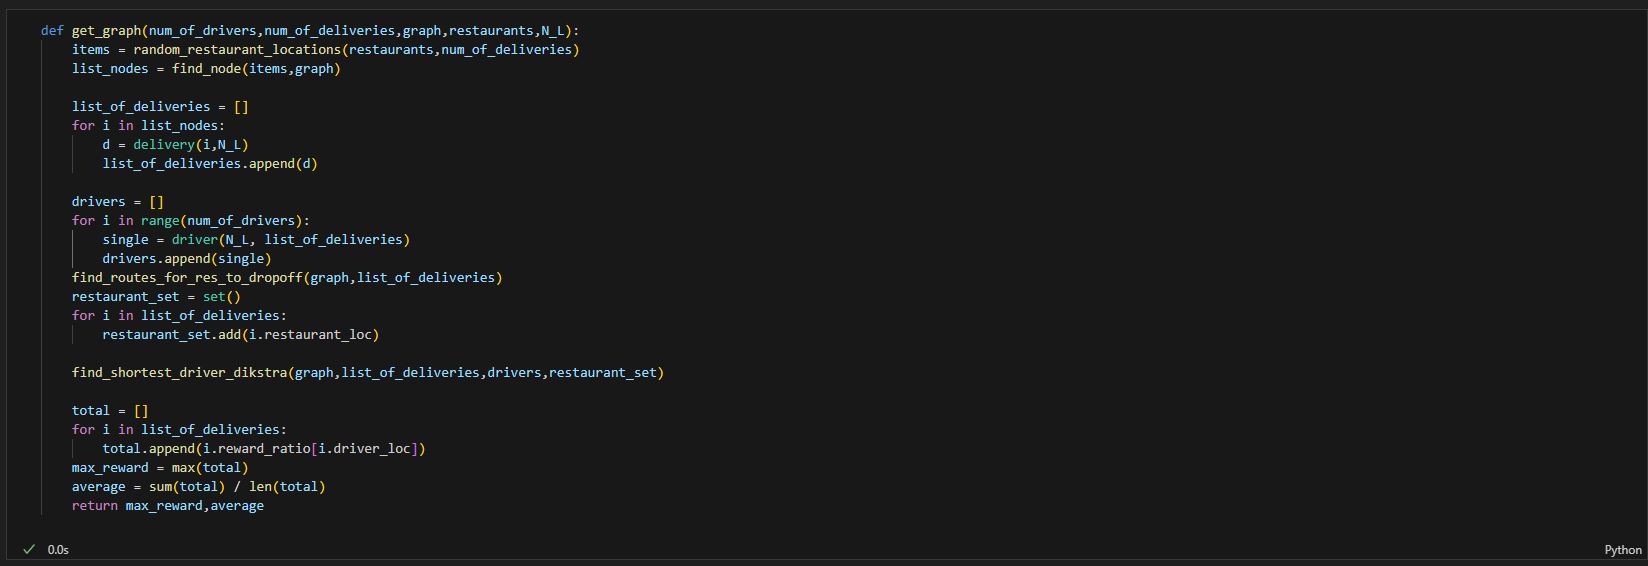 def get_graph(num_of_drivers,num_of_deliveries,graph,restaurants,N_L):
    items = random_restaurant_locations(restaurants,num_of_deliveries)
    list_nodes = find_node(items,graph)

    list_of_deliveries = []
    for i in list_nodes:
        d = delivery(i,N_L)
        list_of_deliveries.append(d)

    drivers = []
    for i in range(num_of_drivers):
        single = driver(N_L, list_of_deliveries)
        drivers.append(single)
    find_routes_for_res_to_dropoff(graph,list_of_deliveries)
    restaurant_set = set()
    for i in list_of_deliveries:
        restaurant_set.add(i.restaurant_loc)

    find_shortest_driver_dikstra(graph,list_of_deliveries,drivers,restaurant_set)

    total = []
    for i in list_of_deliveries:
        total.append(i.reward_ratio[i.driver_loc])
    max_reward = max(total)
    average = sum(total) / len(total)
    return max_reward,average
0.0s
Python